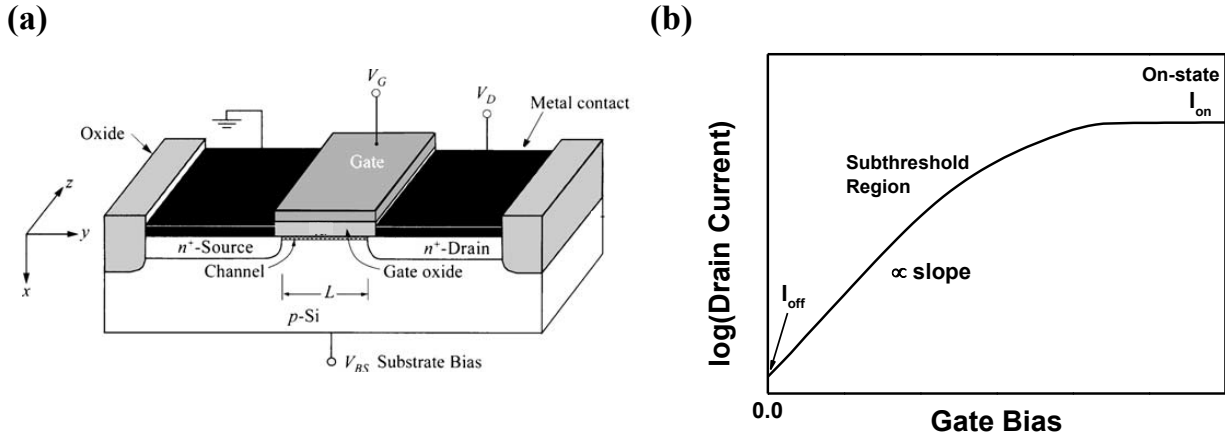 (a)
V_G
V_D
Metal contact
Oxide
Gate
z
y
x
n⁺-Source
n⁺-Drain
Channel
Gate oxide
L
p-Si
V_BS Substrate Bias
(b)
On-state
I_on
Subthreshold
Region
∝ slope
I_off
log(Drain Current)
0.0
Gate Bias